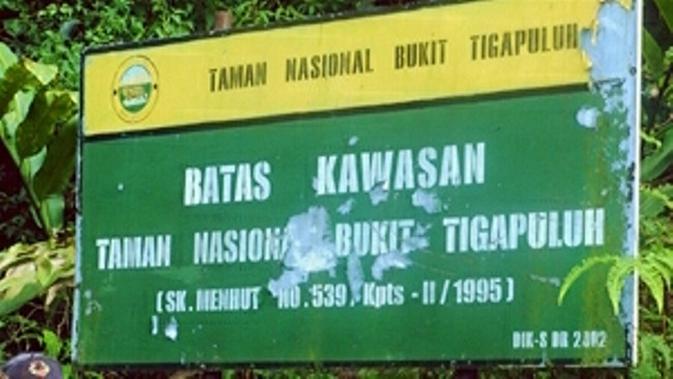 TAMAN NASIONAL BUKIT TIGAPULUH
BATAS KAWASAN
TAMAN NASIONAL BUKIT TIGAPULUH
(SK. MENHUT NO. 539 / Kpts - II / 1995)
DIK-S DR 2002